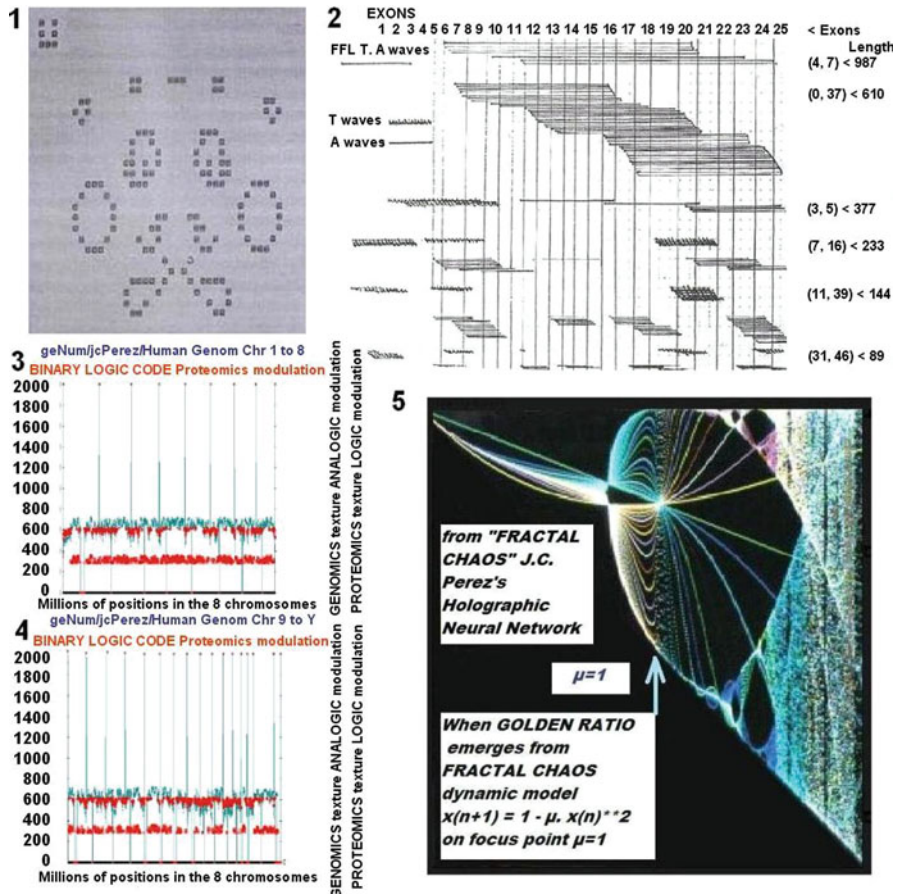 1
2
EXONS
1 2 3 4 5 6 7 8 9 10 11 12 13 14 15 16 17 18 19 20 21 22 23 24 25
< Exons
Length
FFL T. A waves
(4, 7) < 987
(0, 37) < 610
T waves
A waves
(3, 5) < 377
(7, 16) < 233
(11, 39) < 144
(31, 46) < 89
3
geNum/jcPerez/Human Genom Chr 1 to 8
BINARY LOGIC CODE Proteomics modulation
2000
1800
1600
1400
1200
1000
800
600
400
200
0
Millions of positions in the 8 chromosomes
GENOMICS texture ANALOGIC modulation
PROTEOMICS texture LOGIC modulation
4
geNum/jcPerez/Human Genom Chr 9 to Y
BINARY LOGIC CODE Proteomics modulation
2000
1800
1600
1400
1200
1000
800
600
400
200
0
Millions of positions in the 8 chromosomes
GENOMICS texture ANALOGIC modulation
PROTEOMICS texture LOGIC modulation
5
from "FRACTAL
CHAOS" J.C.
Perez's
Holographic
Neural Network
µ=1
When GOLDEN RATIO
emerges from
FRACTAL CHAOS
dynamic model
x(n+1) = 1 - µ. x(n)**2
on focus point µ=1